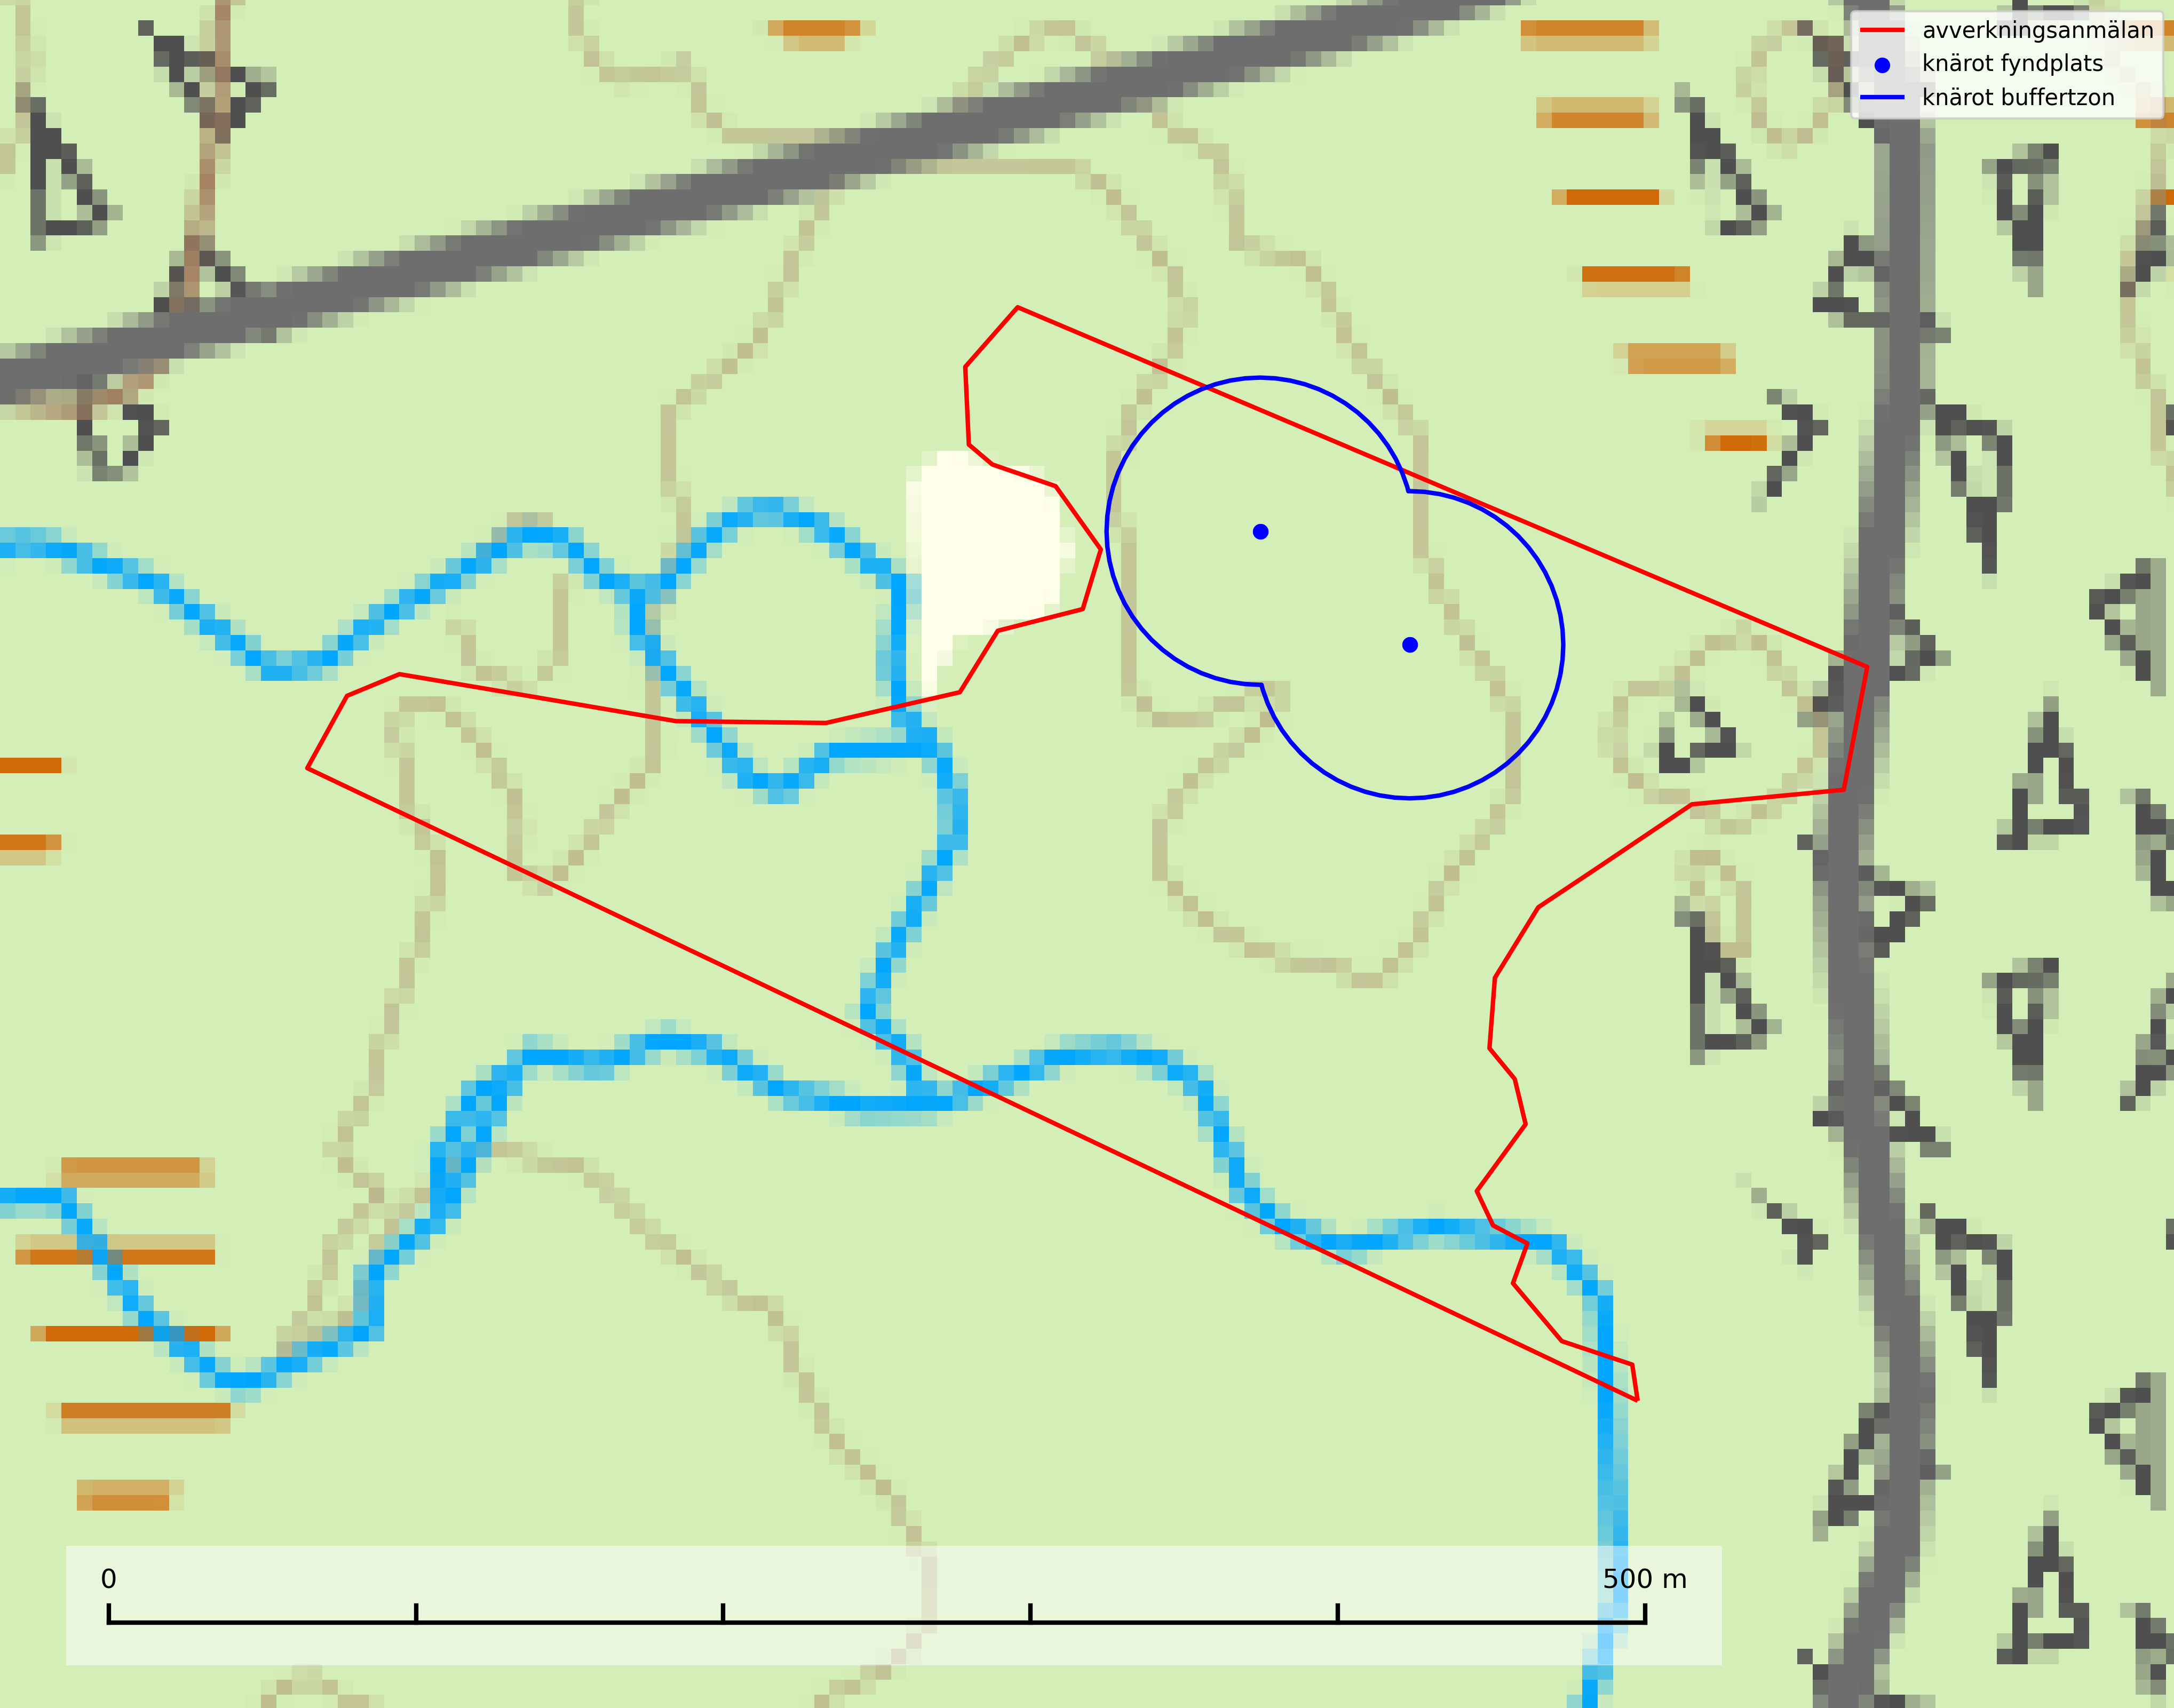 avverkningsanmälan
knärot fyndplats
knärot buffertzon
0 500 m